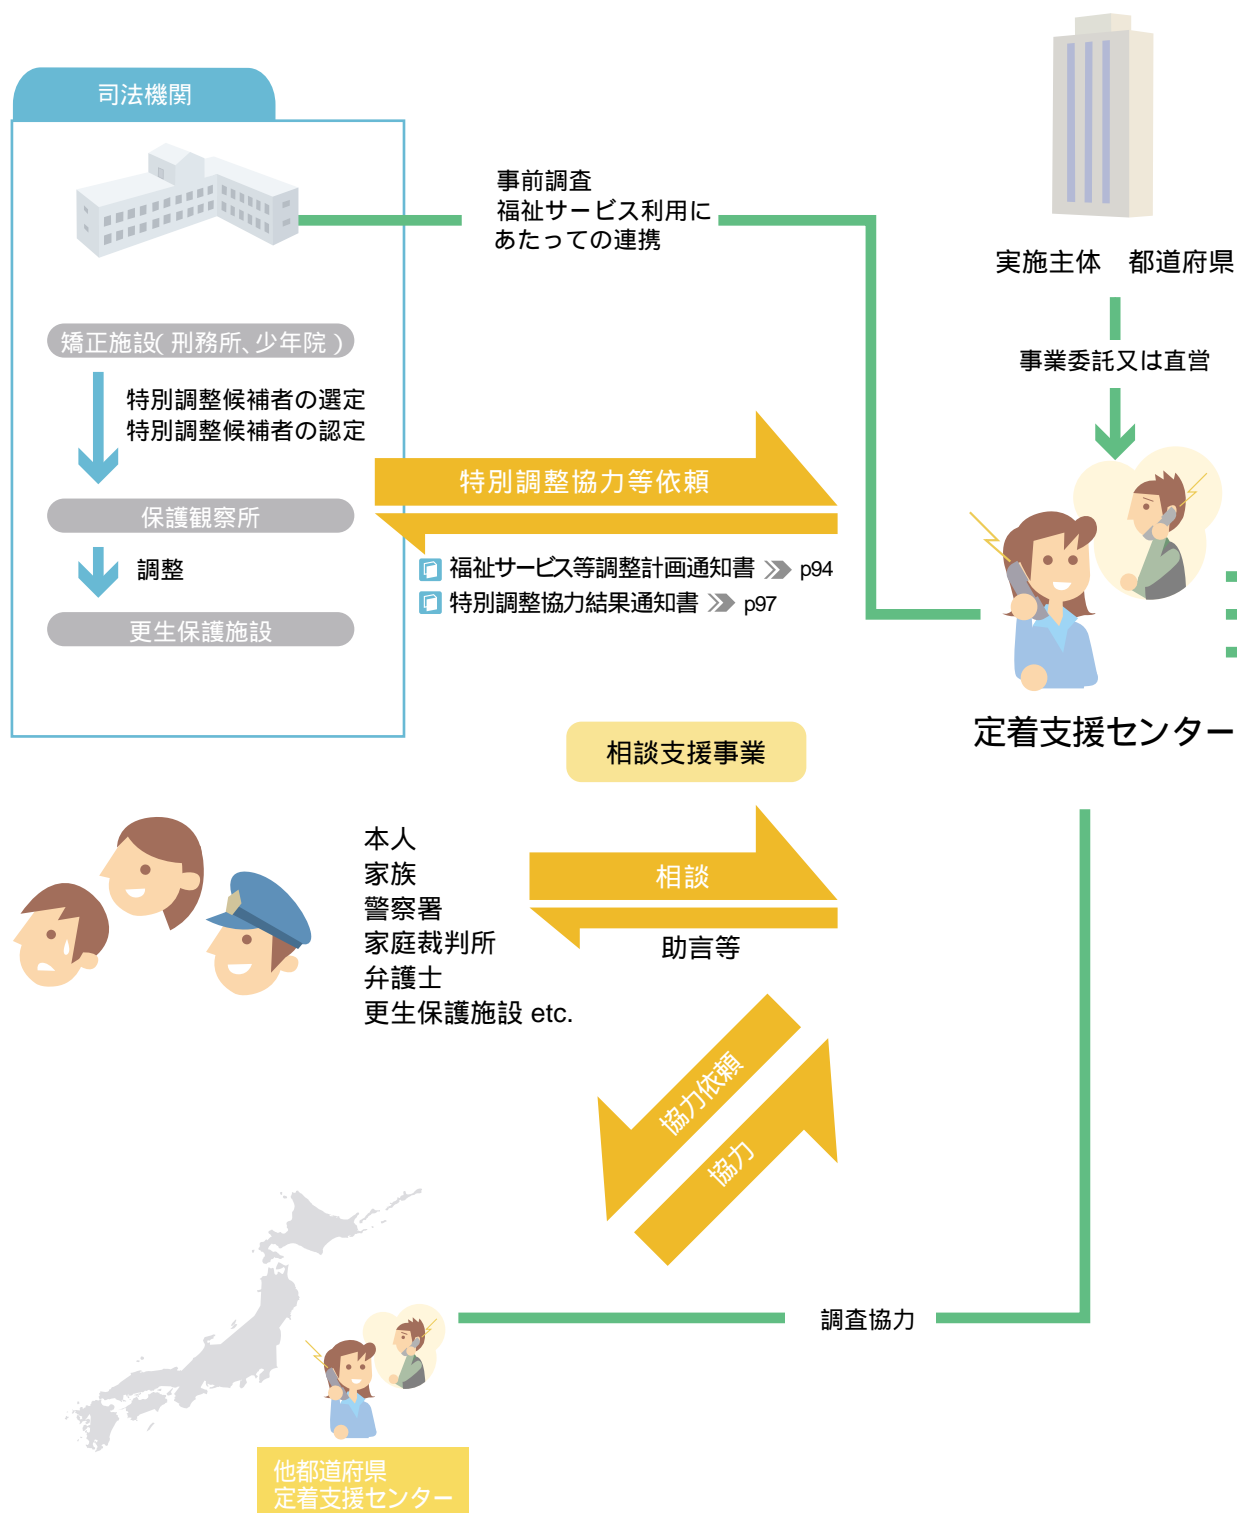 司法機関
事前調査
福祉サービス利用に
あたっての連携
実施主体　都道府県
矯正施設(刑務所、少年院)
事業委託又は直営
特別調整候補者の選定
特別調整候補者の認定
特別調整協力等依頼
保護観察所
調整
福祉サービス等調整計画通知書 p94
特別調整協力結果通知書 p97
更生保護施設
定着支援センター
相談支援事業
本人
家族
警察署
家庭裁判所
弁護士
更生保護施設 etc.
相談
助言等
協力依頼
協力
調査協力
他都道府県
定着支援センター